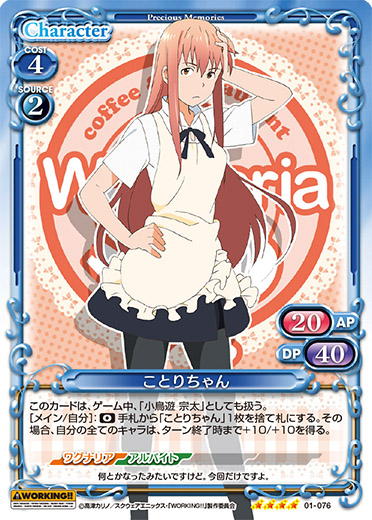 Precious Memories
Character
COST
4
SOURCE
2
coffee restaurant
20 AP
DP 40
ことりちゃん
このカードは、ゲーム中、「小鳥遊 宗太」としても扱う。
[メイン/自分]: 手札から「ことりちゃん」1枚を捨て札にする。その
場合、自分の全てのキャラは、ターン終了時まで+10/+10を得る。
ワグナリア アルバイト
何とかなったみたいですけど。今回だけですよ。
WORKING!!
01-076
©高津カリノ/スクウェアエニックス・「WORKING!!」製作委員会